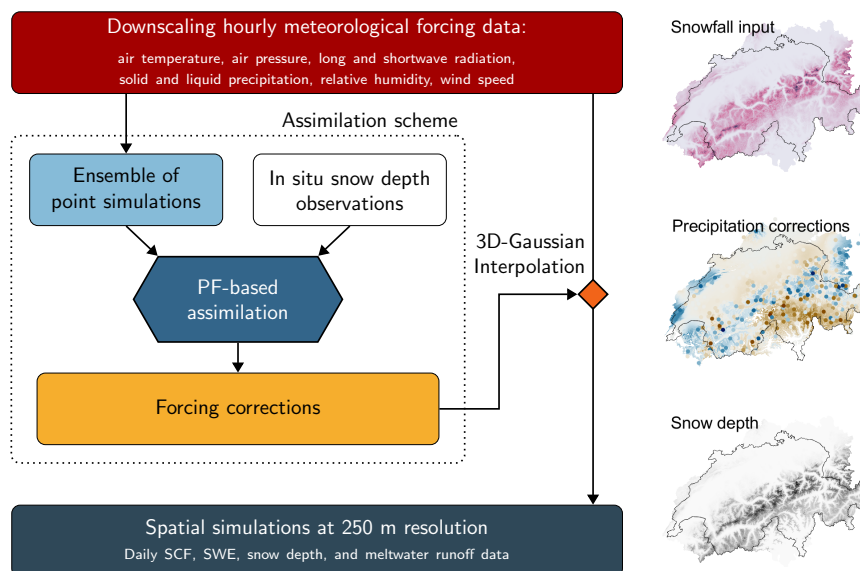 Downscaling hourly meteorological forcing data:
air temperature, air pressure, long and shortwave radiation,
solid and liquid precipitation, relative humidity, wind speed
Assimilation scheme
Ensemble of
point simulations
In situ snow depth
observations
PF-based
assimilation
Forcing corrections
3D-Gaussian
Interpolation
Spatial simulations at 250 m resolution
Daily SCF, SWE, snow depth, and meltwater runoff data
Snowfall input
Precipitation corrections
Snow depth